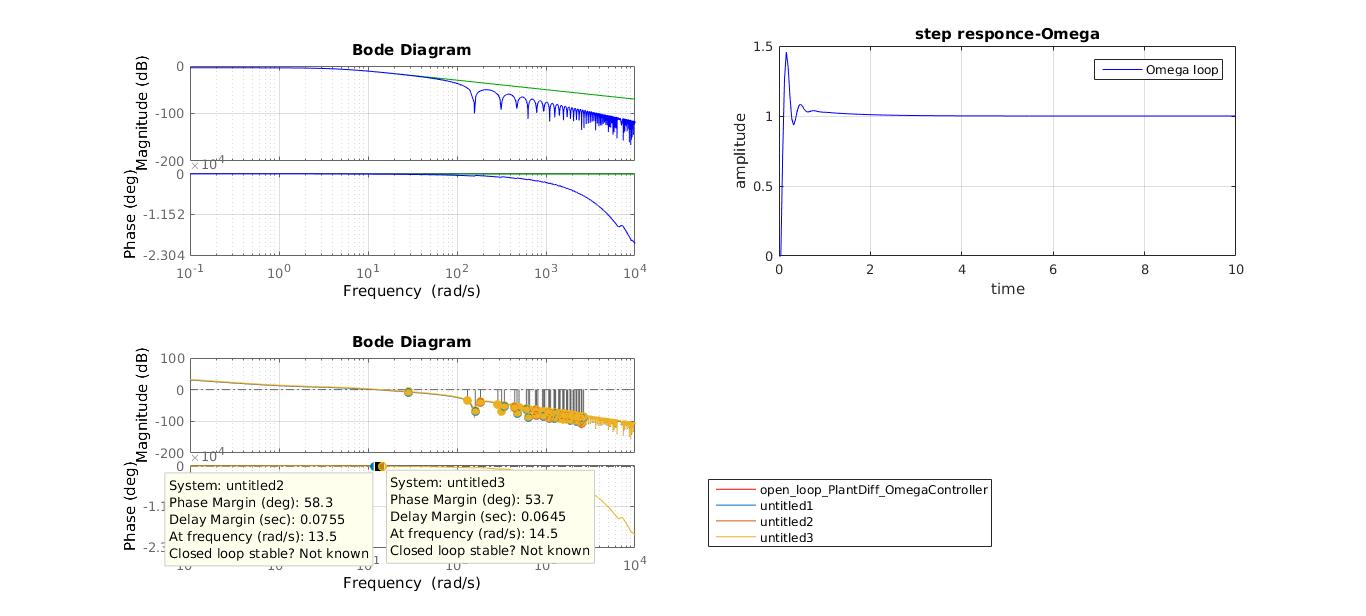 Bode Diagram
Magnitude (dB)
0
-100
-200
×10⁴
Phase (deg)
0
-1.152
-2.304
10⁻¹ 10⁰ 10¹ 10² 10³ 10⁴
Frequency (rad/s)
step responce-Omega
amplitude
1.5
1
0.5
0
Omega loop
0 2 4 6 8 10
time
Bode Diagram
Magnitude (dB)
100
0
-100
-200
Phase (deg)
0
System: untitled2
Phase Margin (deg): 58.3
Delay Margin (sec): 0.0755
At frequency (rad/s): 13.5
Closed loop stable? Not known
System: untitled3
Phase Margin (deg): 53.7
Delay Margin (sec): 0.0645
At frequency (rad/s): 14.5
Closed loop stable? Not known
10⁴
Frequency (rad/s)
open_loop_PlantDiff_OmegaController
untitled1
untitled2
untitled3